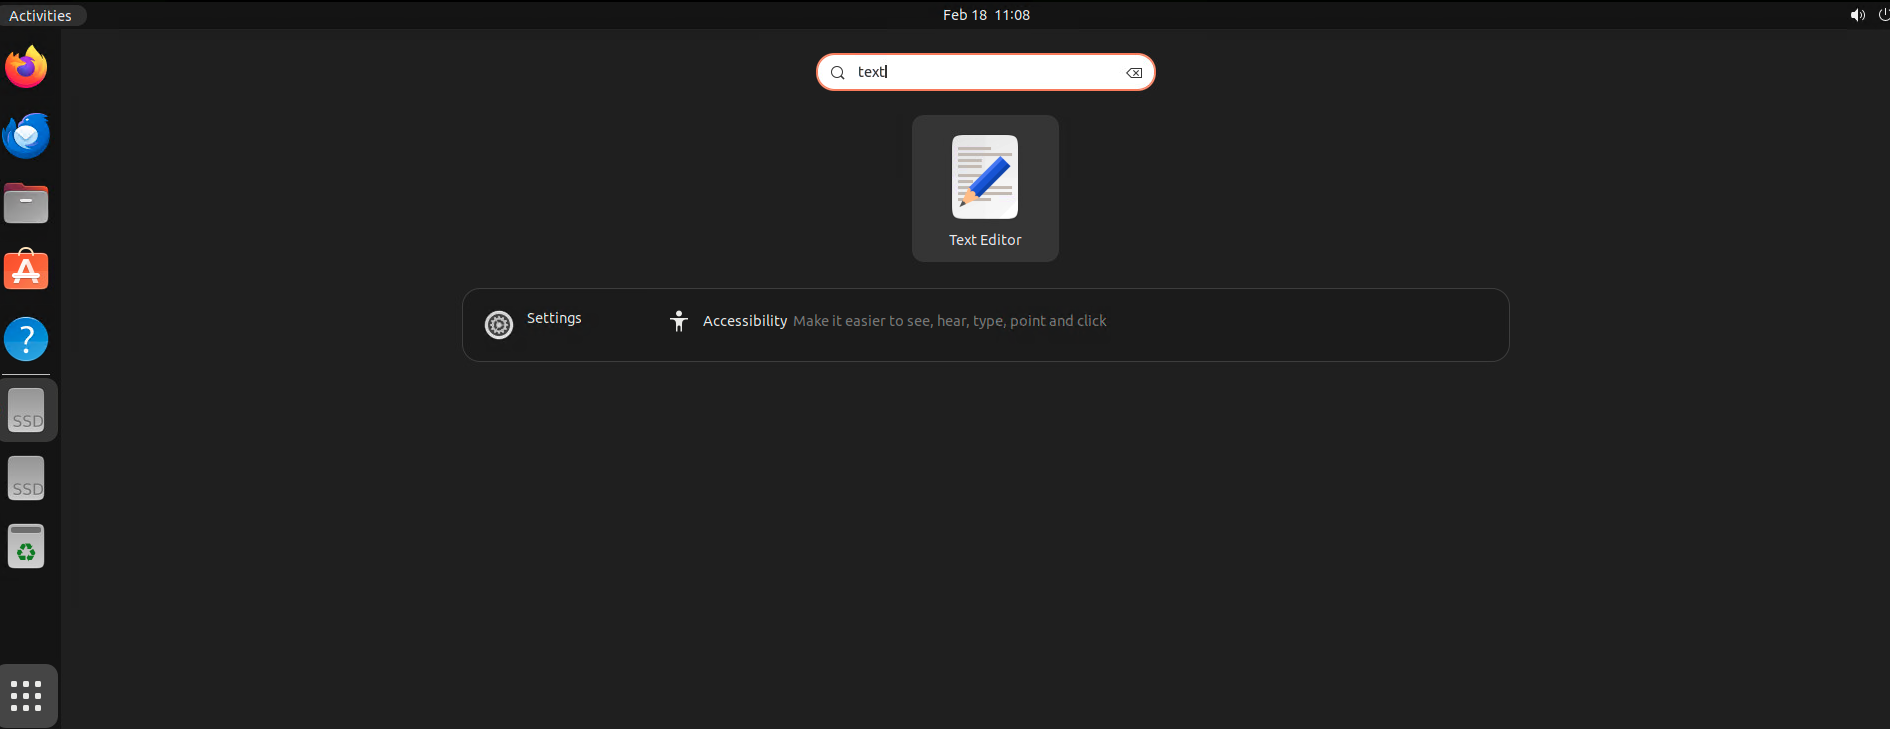 Activities
Feb 18 11:08
text
Text Editor
Settings
Accessibility Make it easier to see, hear, type, point and click
SSD
SSD